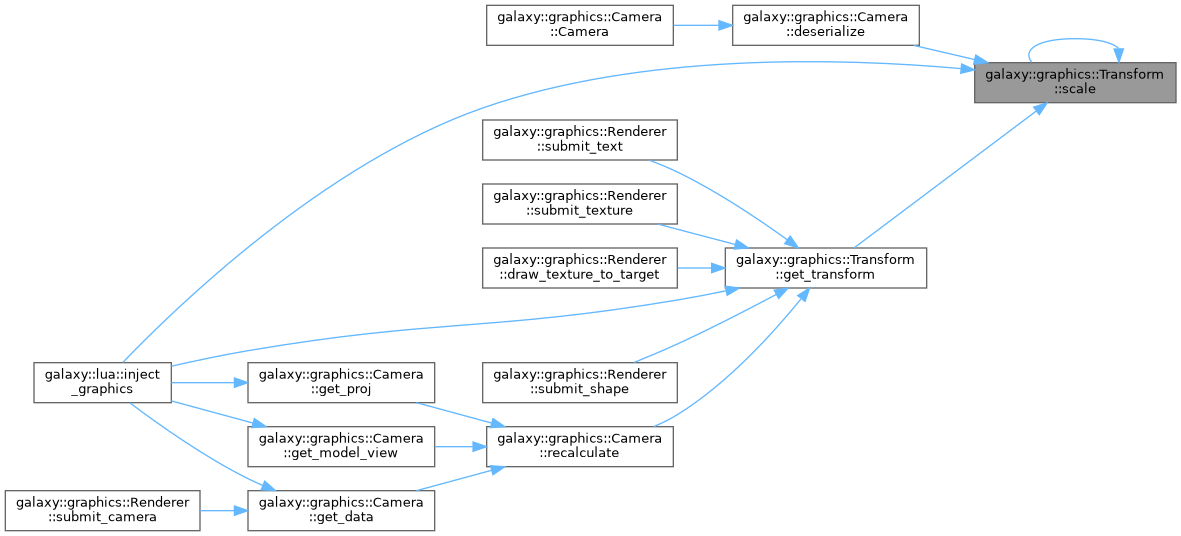 galaxy::graphics::Camera
::Camera
galaxy::graphics::Camera
::deserialize
galaxy::graphics::Transform
::scale
galaxy::graphics::Renderer
::submit_text
galaxy::graphics::Renderer
::submit_texture
galaxy::graphics::Renderer
::draw_texture_to_target
galaxy::graphics::Transform
::get_transform
galaxy::lua::inject
_graphics
galaxy::graphics::Camera
::get_proj
galaxy::graphics::Renderer
::submit_shape
galaxy::graphics::Camera
::get_model_view
galaxy::graphics::Camera
::recalculate
galaxy::graphics::Renderer
::submit_camera
galaxy::graphics::Camera
::get_data